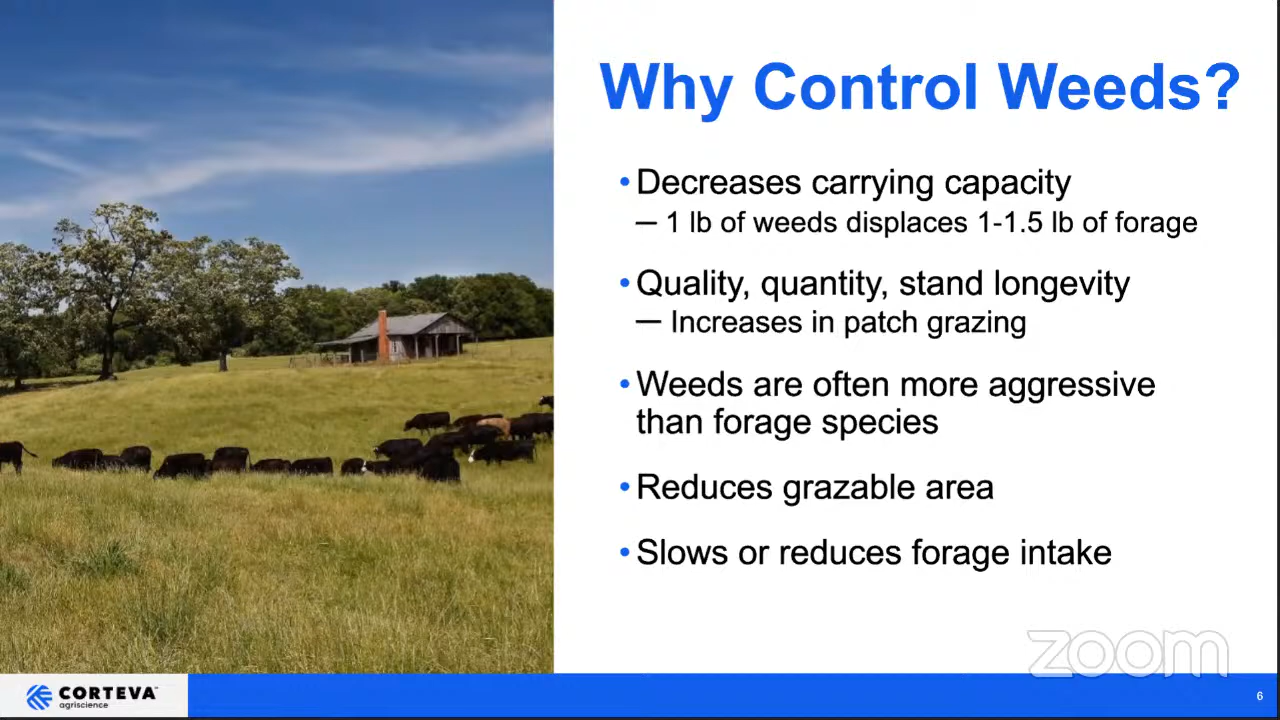 Why Control Weeds?
•Decreases carrying capacity
– 1 lb of weeds displaces 1-1.5 lb of forage
•Quality, quantity, stand longevity
– Increases in patch grazing
•Weeds are often more aggressive
than forage species
•Reduces grazable area
•Slows or reduces forage intake
zoom
CORTEVA™
agriscience
6